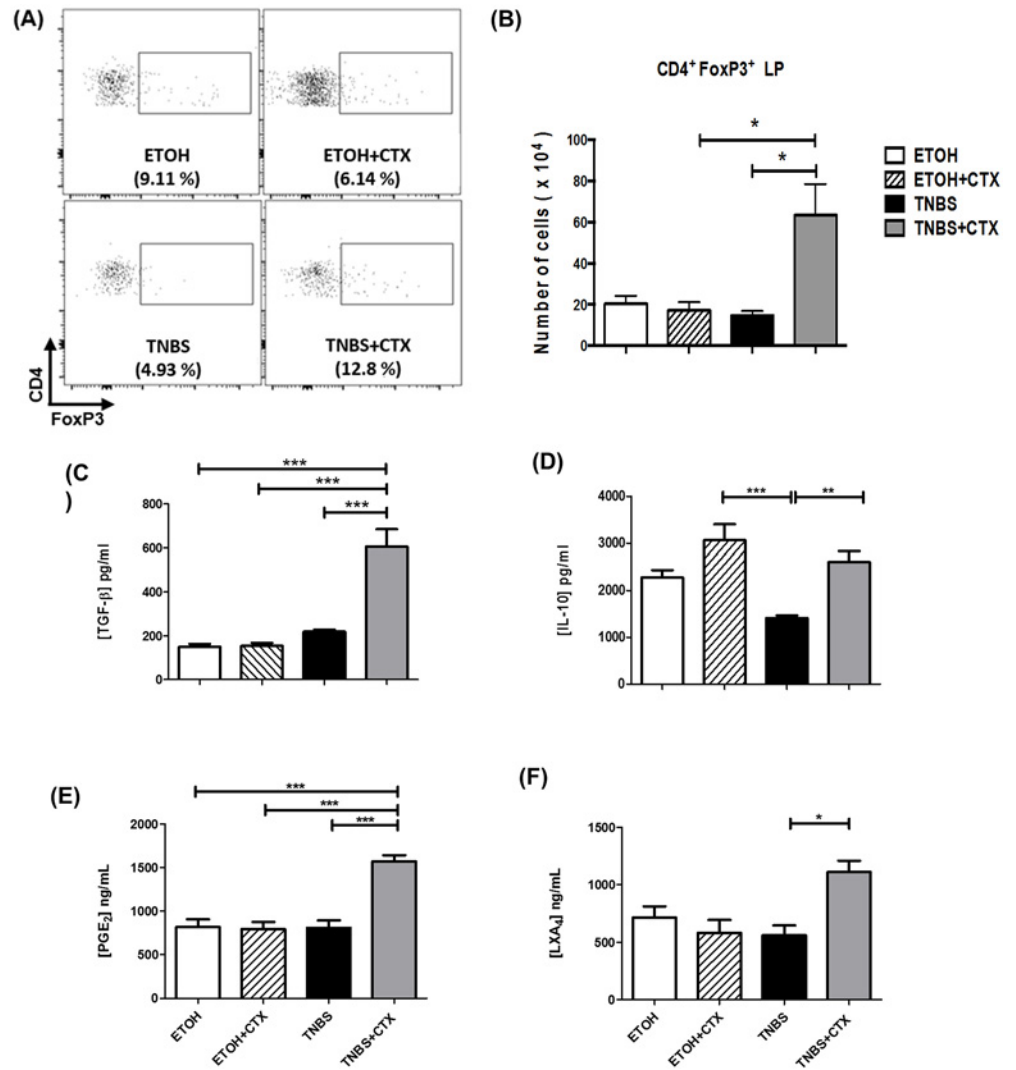 (A)
ETOH
(9.11 %)
ETOH+CTX
(6.14 %)
TNBS
(4.93 %)
TNBS+CTX
(12.8 %)
CD4
FoxP3
(B)
CD4⁺ FoxP3⁺ LP
*
*
Number of cells ( x 10⁴ )
100
80
60
40
20
0
ETOH
ETOH+CTX
TNBS
TNBS+CTX
(C
)
***
***
***
[TGF-β] pg/ml
800
600
400
200
0
(D)
***
**
[IL-10] pg/ml
4000
3000
2000
1000
0
(E)
***
***
***
[PGE₂] ng/mL
2000
1500
1000
500
0
ETOH
ETOH+CTX
TNBS
TNBS+CTX
(F)
*
[LXA₄] ng/mL
1500
1000
500
0
ETOH
ETOH+CTX
TNBS
TNBS+CTX